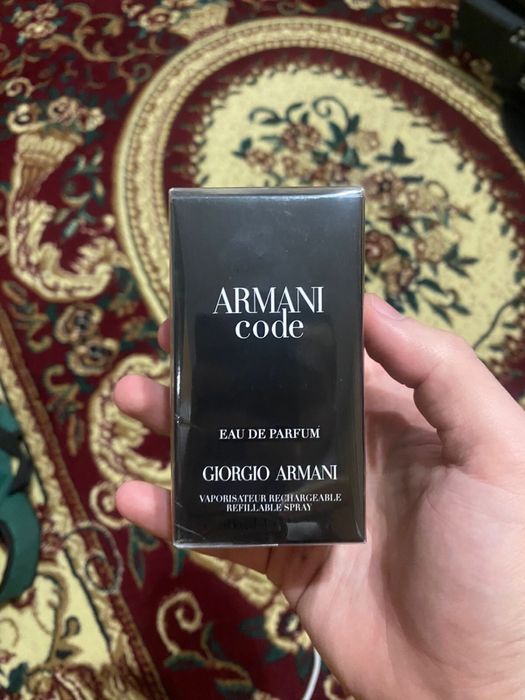 ARMANI
code
EAU DE PARFUM
GIORGIO ARMANI
VAPORISATEUR RECHARGEABLE
REFILLABLE SPRAY